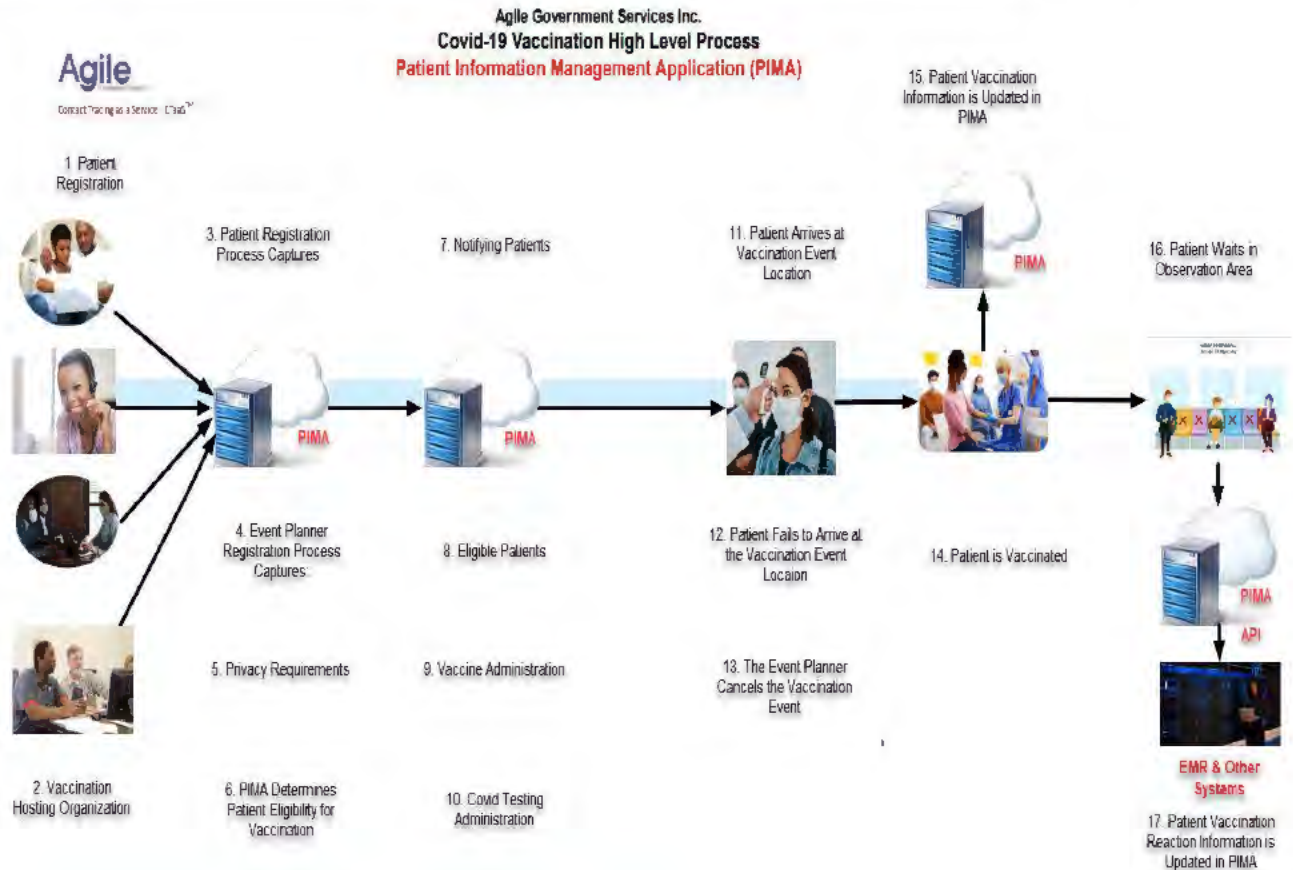 Agile Government Services Inc.
Covid-19 Vaccination High Level Process
Patient Information Management Application (PIMA)
Agile
Contact Tracing as a Service CTaaS™
1. Patient
Registration
3. Patient Registration
Process Captures
7. Notifying Patients
11. Patient Arrives at
Vaccination Event
Location
15. Patient Vaccination
Information is Updated in
PIMA
PIMA
16. Patient Waits in
Observation Area
PIMA
PIMA
4. Event Planner
Registration Process
Captures:
8. Eligible Patients
12. Patient Fails to Arrive at
the Vaccination Event
Locaion
14. Patient is Vaccinated
PIMA
API
5. Privacy Requirements
9. Vaccine Administration
13. The Event Planner
Cancels the Vaccination
Event
2. Vaccination
Hosting Organization
6. PIMA Determines
Patient Eligibility for
Vaccination
10. Covid Testing
Administration
EMR & Other
Systems
17. Patient Vaccination
Reaction Information is
Updated in PIMA